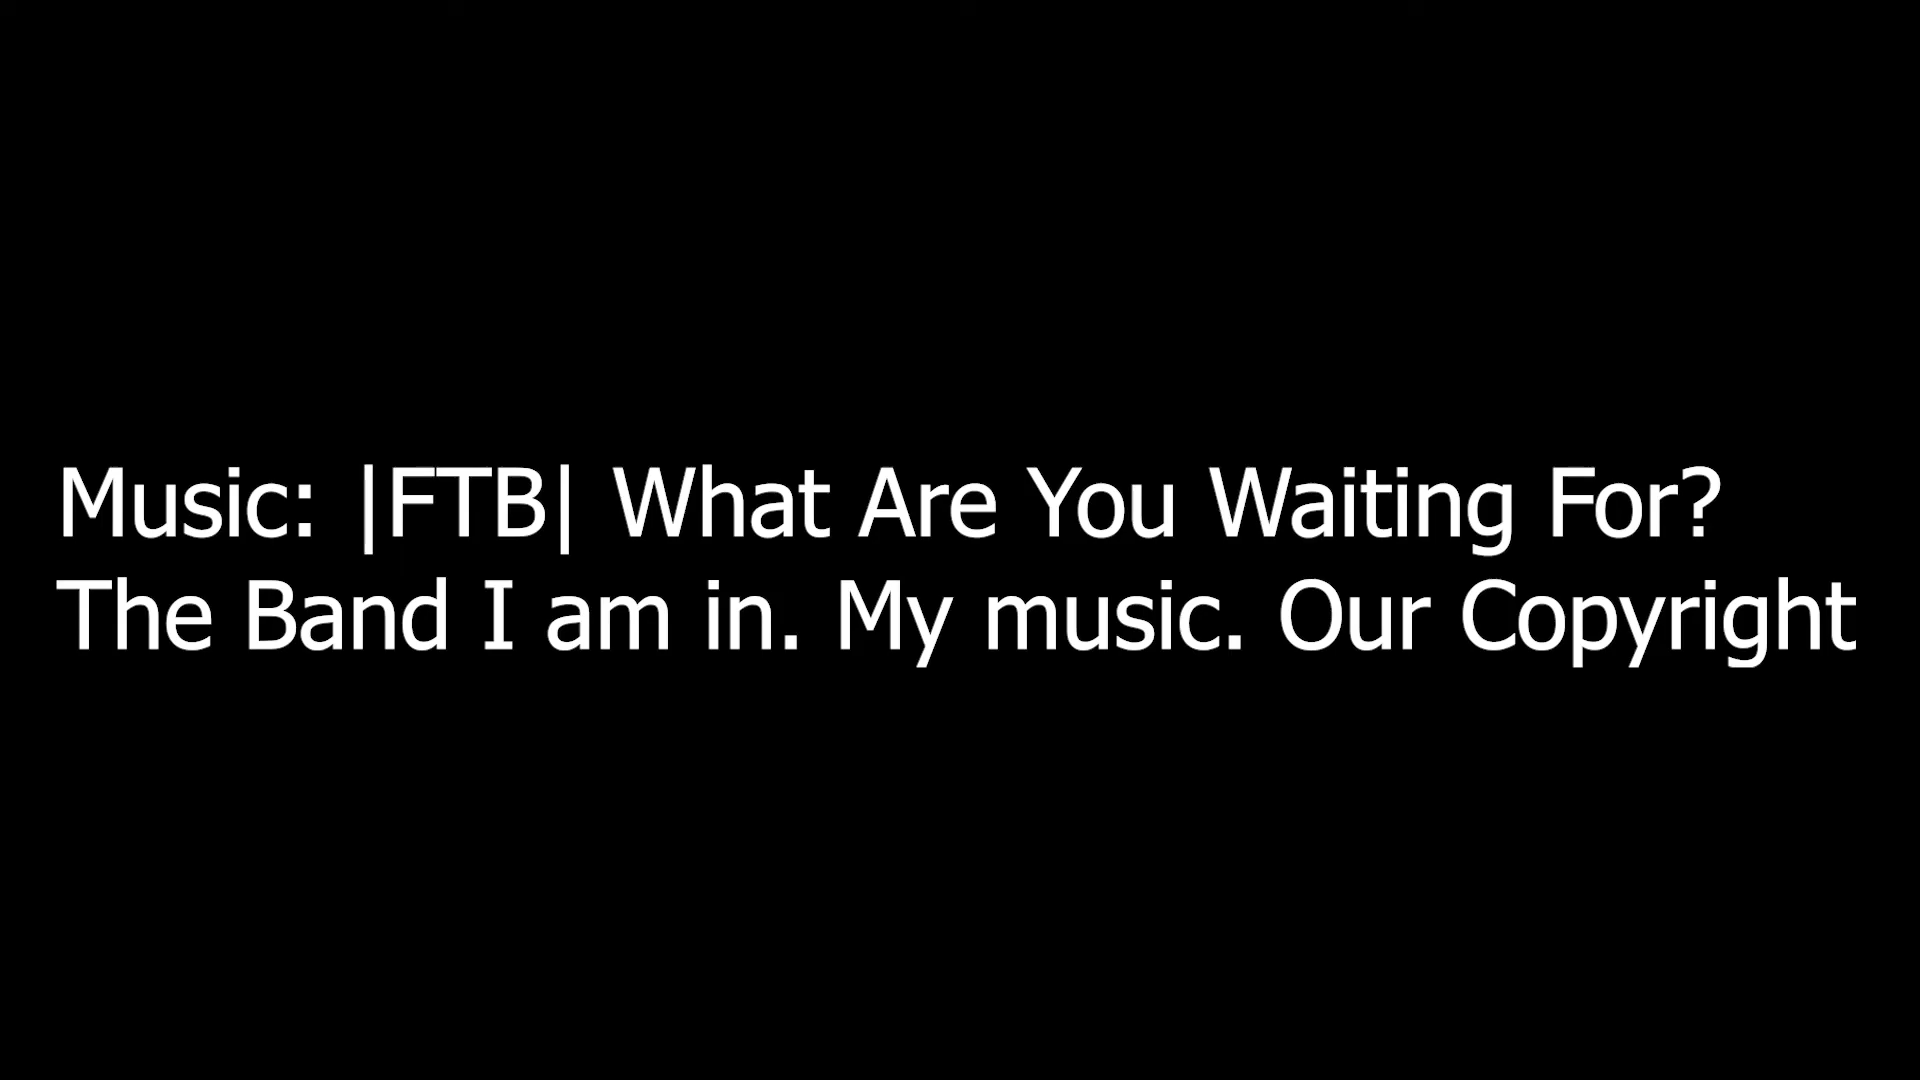 Music: |FTB| What Are You Waiting For?
The Band I am in. My music. Our Copyright